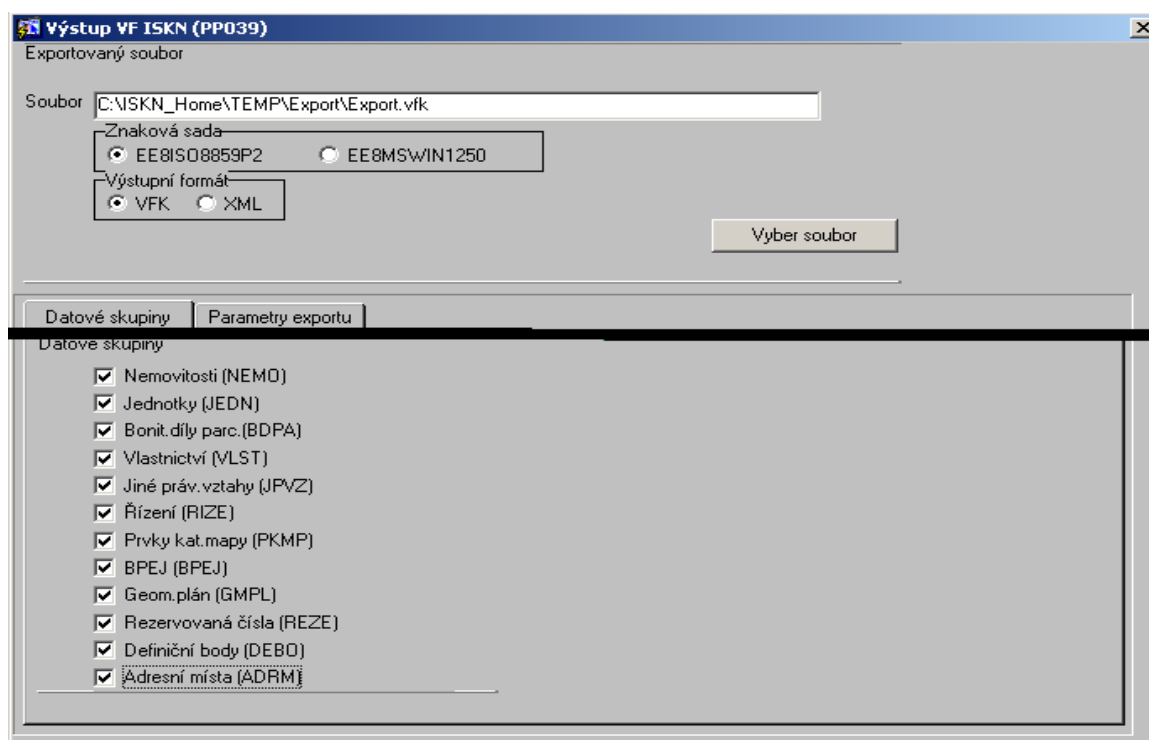 Výstup VF ISKN (PP039)
Exportovaný soubor
Soubor C:\ISKN_Home\TEMP\Export\Export.vfk
Znaková sada
EE8ISO8859P2 EE8MSWIN1250
Výstupní formát
VFK XML
Vyber soubor
Datové skupiny Parametry exportu
Datové skupiny
Nemovitosti (NEMO)
Jednotky (JEDN)
Bonit.díly parc.(BDPA)
Vlastnictví (VLST)
Jiné práv.vztahy (JPVZ)
Řízení (RIZE)
Prvky kat.mapy (PKMP)
BPEJ (BPEJ)
Geom.plán (GMPL)
Rezervovaná čísla (REZE)
Definiční body (DEBO)
Adresní místa (ADRM)